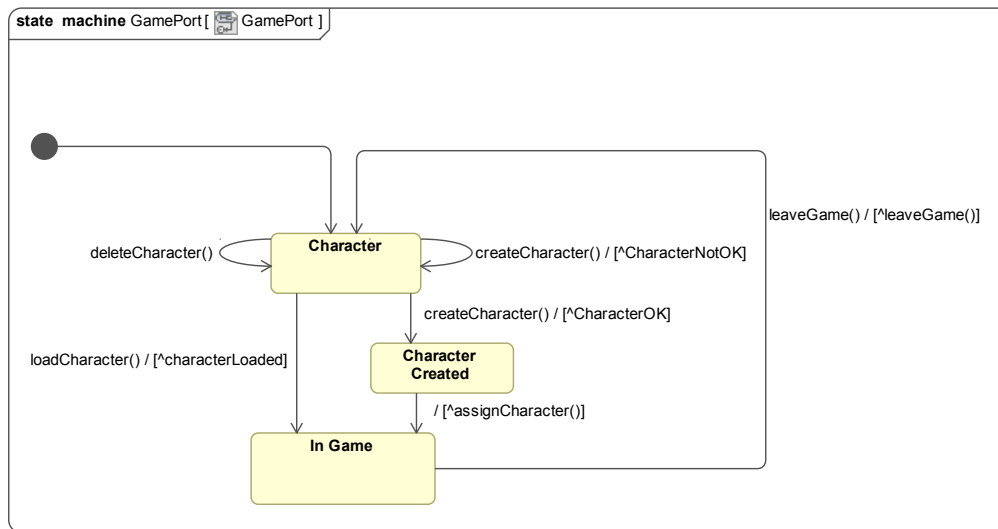 state machine GamePort [ GamePort ]
leaveGame() / [^leaveGame()]
deleteCharacter()
Character
createCharacter() / [^CharacterNotOK]
createCharacter() / [^CharacterOK]
loadCharacter() / [^characterLoaded]
Character
Created
/ [^assignCharacter()]
In Game